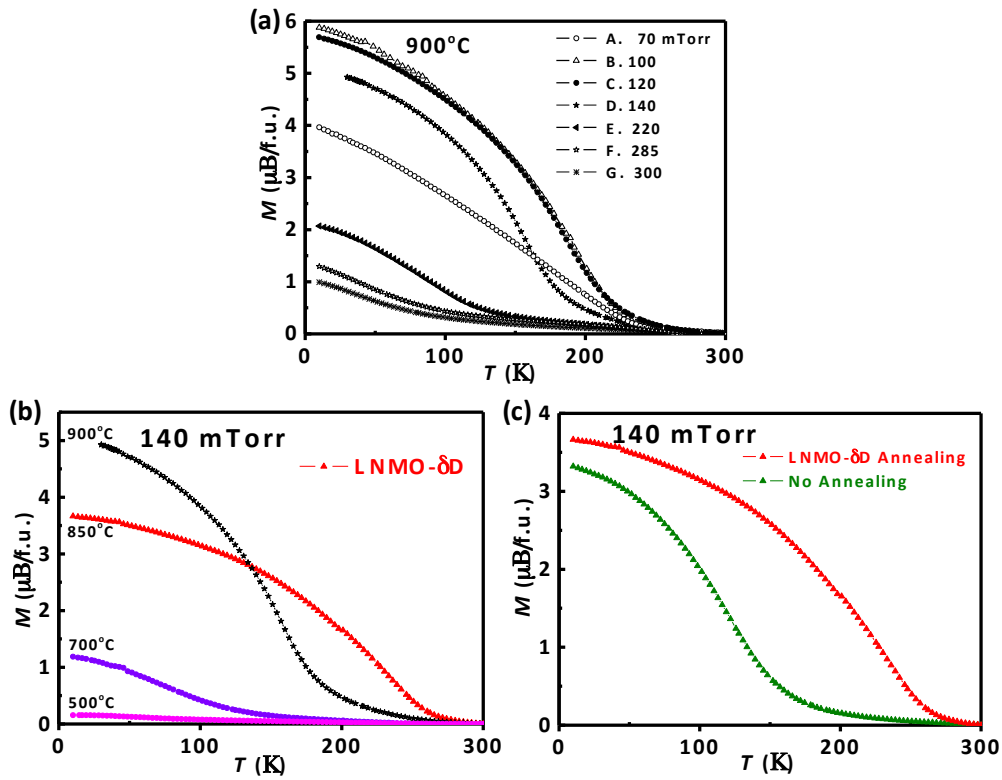 (a)
6
5
4
3
2
1
0
M (μB/f.u.)
900°C
A. 70 mTorr
B. 100
C. 120
D. 140
E. 220
F. 285
G. 300
0 100 200 300
T (K)
(b)
5
4
3
2
1
0
M (μB/f.u.)
140 mTorr
900°C
850°C
700°C
500°C
LNMO-δD
0 100 200 300
T (K)
(c)
4
3
2
1
0
M (μB/f.u.)
140 mTorr
LNMO-δD Annealing
No Annealing
0 100 200 300
T (K)